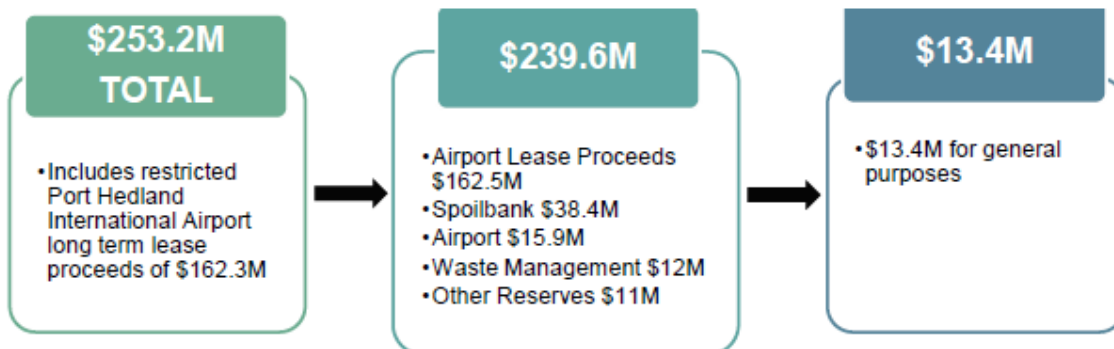 $253.2M
TOTAL
•Includes restricted
Port Hedland
International Airport
long term lease
proceeds of $162.3M
$239.6M
•Airport Lease Proceeds
$162.5M
•Spoilbank $38.4M
•Airport $15.9M
•Waste Management $12M
•Other Reserves $11M
$13.4M
•$13.4M for general
purposes